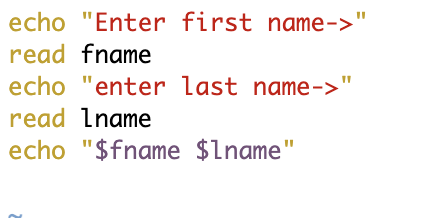 echo "Enter first name->"
read fname
echo "enter last name->"
read lname
echo "$fname $lname"
~